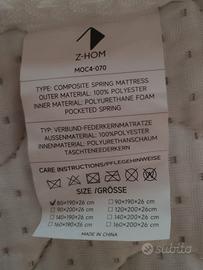 Z-HOM
MOC4-070
TYPE: COMPOSITE SPRING MATTRESS
OUTER MATERIAL: 100% POLYESTER
INNER MATERIAL: POLYURETHANE FOAM
POCKETED SPRING
TYP: VERBUND-FEDERKERNMATRATZE
AUSSENMATERIAL: 100%POLYESTER
INNENMATERIAL: POLYURETHANSCHAUM
TASCHENFEDERKERN
CARE INSTRUCTIONS/PFLEGEHINWEISE
SIZE /GRÖSSE
80×190×26 cm 90×190×26 cm
90×200×26 cm 120×200×26 cm
140×190×26 cm 140×200×26 cm
160×190×26 cm 160×200×26 cm
MADE IN CHINA
subito